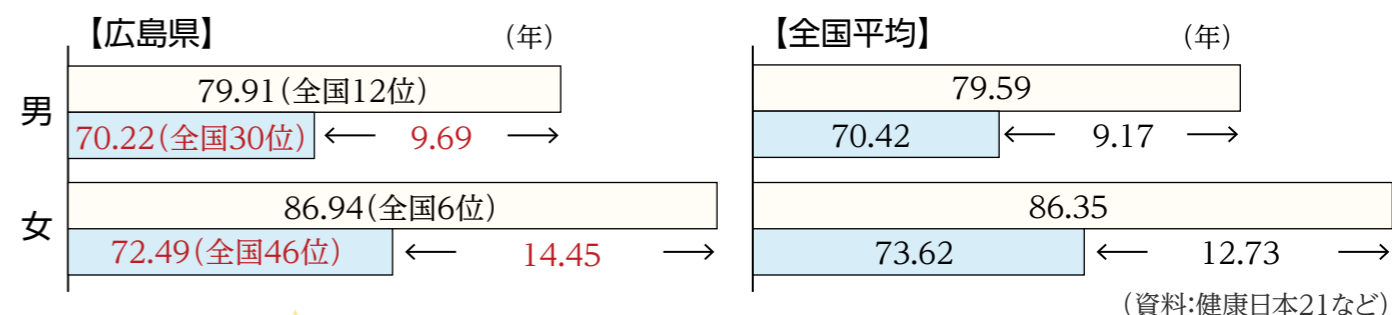 【広島県】 (年)
男
79.91(全国12位)
70.22(全国30位) ← 9.69 →
女
86.94(全国6位)
72.49(全国46位) ← 14.45 →
【全国平均】 (年)
79.59
70.42 ← 9.17 →
86.35
73.62 ← 12.73 →
(資料:健康日本21など)